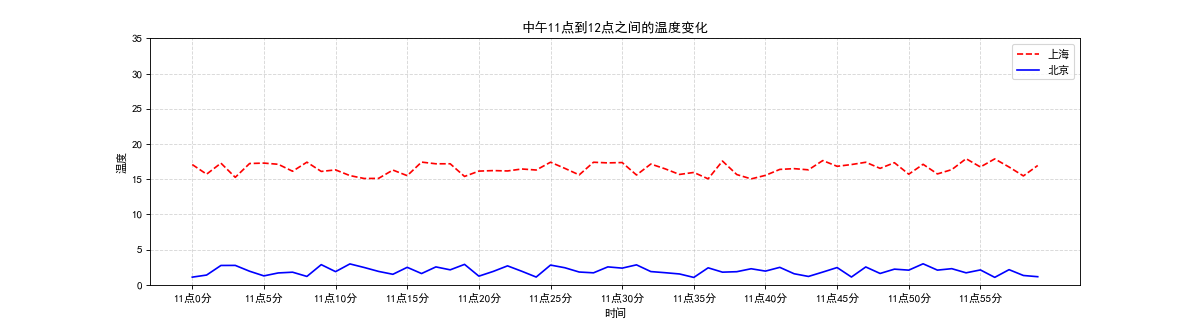 中午11点到12点之间的温度变化
上海
北京
温度
35
30
25
20
15
10
5
0
11点0分
11点5分
11点10分
11点15分
11点20分
11点25分
11点30分
11点35分
11点40分
11点45分
11点50分
11点55分
时间